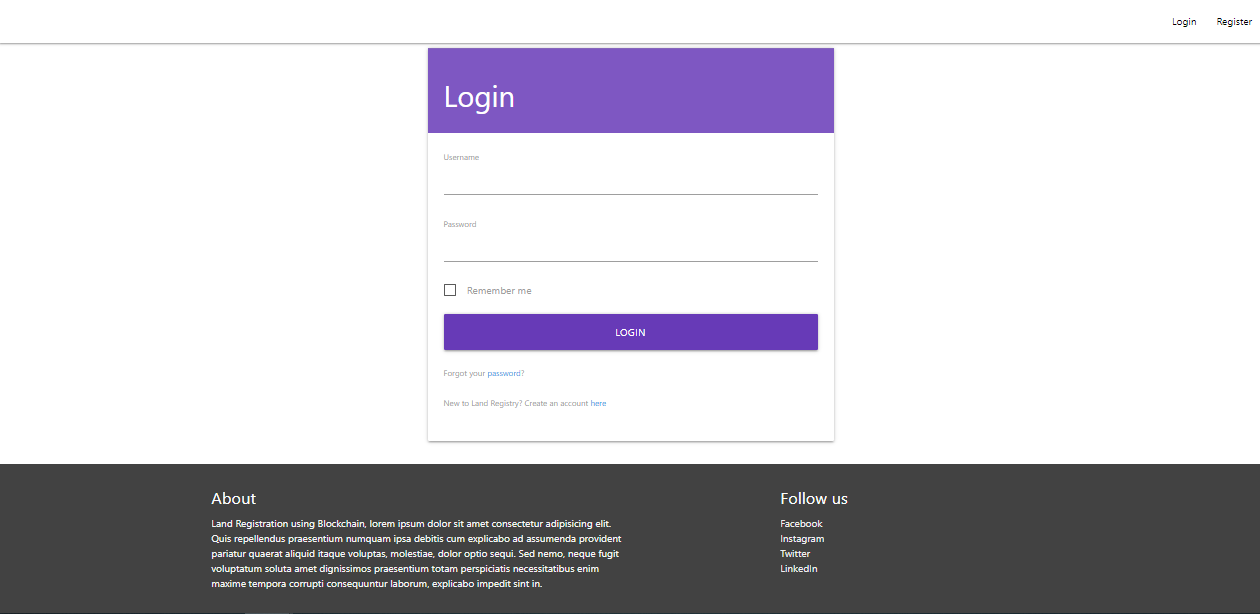 Login Register
Login
Username
Password
Remember me
LOGIN
Forgot your password?
New to Land Registry? Create an account here
About
Land Registration using Blockchain, lorem ipsum dolor sit amet consectetur adipisicing elit.
Quis repellendus praesentium numquam ipsa debitis cum explicabo ad assumenda provident
pariatur quaerat aliquid itaque voluptas, molestiae, dolor optio sequi. Sed nemo, neque fugit
voluptatum soluta amet dignissimos praesentium totam perspiciatis necessitatibus enim
maxime tempora corrupti consequuntur laborum, explicabo impedit sint in.
Follow us
Facebook
Instagram
Twitter
LinkedIn